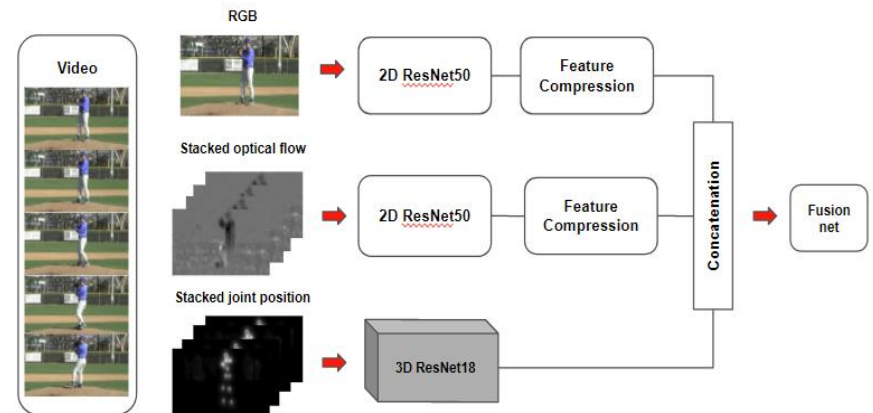 RGB
Video
2D ResNet50
Feature
Compression
Stacked optical flow
2D ResNet50
Feature
Compression
Concatenation
Fusion
net
Stacked joint position
3D ResNet18